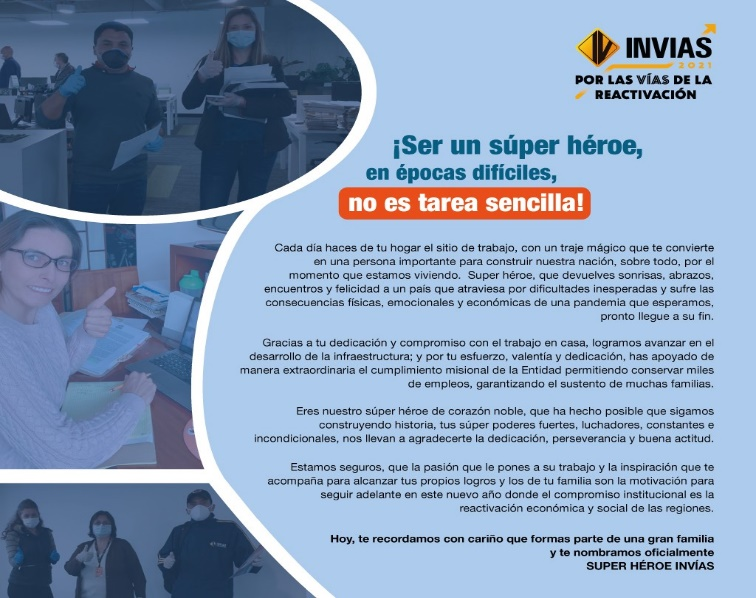 INVIAS
2021
POR LAS VÍAS DE LA
REACTIVACIÓN
¡Ser un súper héroe,
en épocas difíciles,
no es tarea sencilla!
Cada día haces de tu hogar el sitio de trabajo, con un traje mágico que te convierte
en una persona importante para construir nuestra nación, sobre todo, por el
momento que estamos viviendo. Super héroe, que devuelves sonrisas, abrazos,
encuentros y felicidad a un país que atraviesa por dificultades inesperadas y sufre las
consecuencias físicas, emocionales y económicas de una pandemia que esperamos,
pronto llegue a su fin.
Gracias a tu dedicación y compromiso con el trabajo en casa, logramos avanzar en el
desarrollo de la infraestructura; y por tu esfuerzo, valentía y dedicación, has apoyado de
manera extraordinaria el cumplimiento misional de la Entidad permitiendo conservar miles
de empleos, garantizando el sustento de muchas familias.
Eres nuestro súper héroe de corazón noble, que ha hecho posible que sigamos
construyendo historia, tus súper poderes fuertes, luchadores, constantes e
incondicionales, nos llevan a agradecerte la dedicación, perseverancia y buena actitud.
Estamos seguros, que la pasión que le pones a su trabajo y la inspiración que te
acompaña para alcanzar tus propios logros y los de tu familia son la motivación para
seguir adelante en este nuevo año donde el compromiso institucional es la
reactivación económica y social de las regiones.
Hoy, te recordamos con cariño que formas parte de una gran familia
y te nombramos oficialmente
SUPER HÉROE INVÍAS